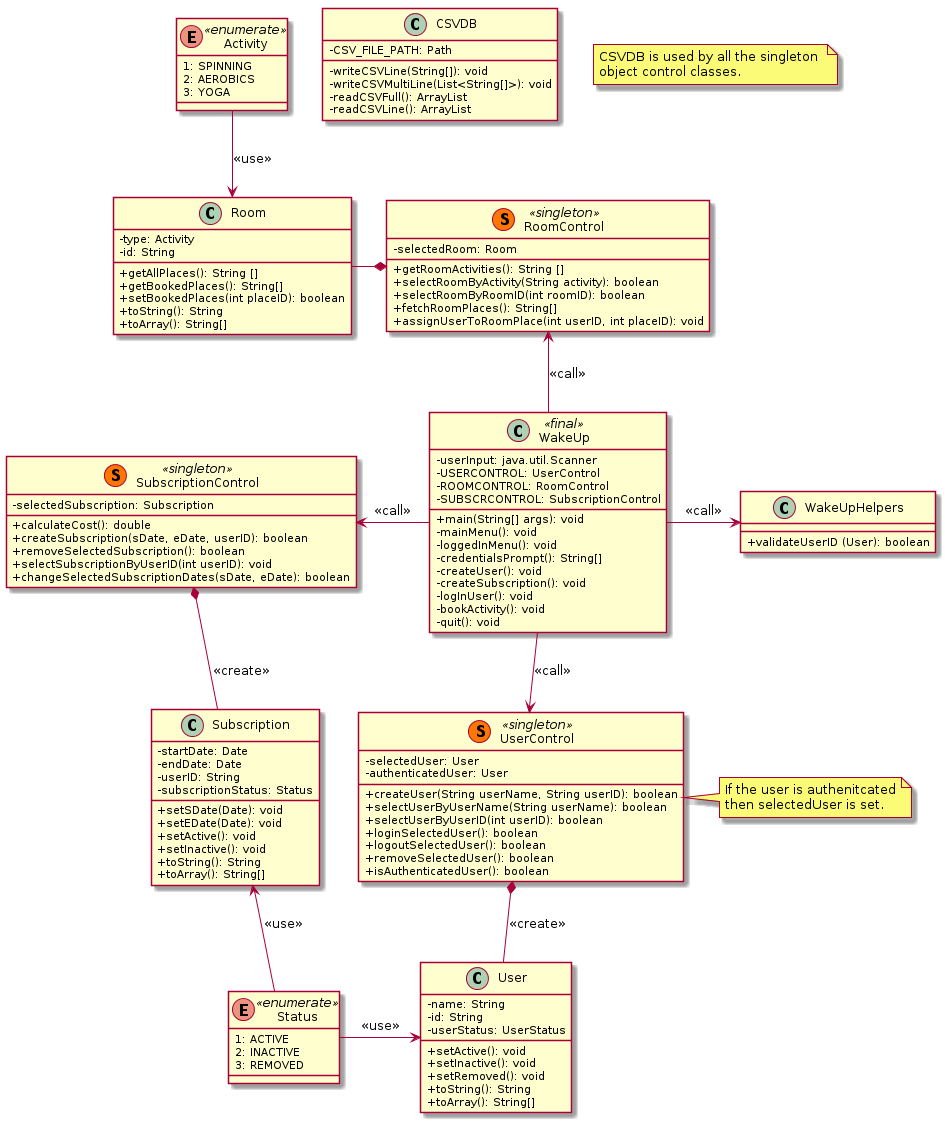 E «enumerate»
Activity
1: SPINNING
2: AEROBICS
3: YOGA
C CSVDB
-CSV_FILE_PATH: Path
-writeCSVLine(String[]): void
-writeCSVMultiLine(List<String[]>): void
-readCSVFull(): ArrayList
-readCSVLine(): ArrayList
CSVDB is used by all the singleton
object control classes.
«use»
C Room
-type: Activity
-id: String
+getAllPlaces(): String []
+getBookedPlaces(): String[]
+setBookedPlaces(int placeID): boolean
+toString(): String
+toArray(): String[]
S «singleton»
RoomControl
-selectedRoom: Room
+getRoomActivities(): String []
+selectRoomByActivity(String activity): boolean
+selectRoomByRoomID(int roomID): boolean
+fetchRoomPlaces(): String[]
+assignUserToRoomPlace(int userID, int placeID): void
«call»
C «final»
WakeUp
-userInput: java.util.Scanner
-USERCONTROL: UserControl
-ROOMCONTROL: RoomControl
-SUBSCRCONTROL: SubscriptionControl
+main(String[] args): void
-mainMenu(): void
-loggedInMenu(): void
-credentialsPrompt(): String[]
-createUser(): void
-createSubscription(): void
-logInUser(): void
-bookActivity(): void
-quit(): void
S «singleton»
SubscriptionControl
-selectedSubscription: Subscription
+calculateCost(): double
+createSubscription(sDate, eDate, userID): boolean
+removeSelectedSubscription(): boolean
+selectSubscriptionByUserID(int userID): void
+changeSelectedSubscriptionDates(sDate, eDate): boolean
«call»
«call»
C WakeUpHelpers
+validateUserID (User): boolean
«create»
«call»
C Subscription
-startDate: Date
-endDate: Date
-userID: String
-subscriptionStatus: Status
+setSDate(Date): void
+setEDate(Date): void
+setActive(): void
+setInactive(): void
+toString(): String
+toArray(): String[]
S «singleton»
UserControl
-selectedUser: User
-authenticatedUser: User
+createUser(String userName, String userID): boolean
+selectUserByUserName(String userName): boolean
+selectUserByUserID(int userID): boolean
+loginSelectedUser(): boolean
+logoutSelectedUser(): boolean
+removeSelectedUser(): boolean
+isAuthenticatedUser(): boolean
If the user is authenitcated
then selectedUser is set.
«use»
«create»
E «enumerate»
Status
1: ACTIVE
2: INACTIVE
3: REMOVED
«use»
C User
-name: String
-id: String
-userStatus: UserStatus
+setActive(): void
+setInactive(): void
+setRemoved(): void
+toString(): String
+toArray(): String[]